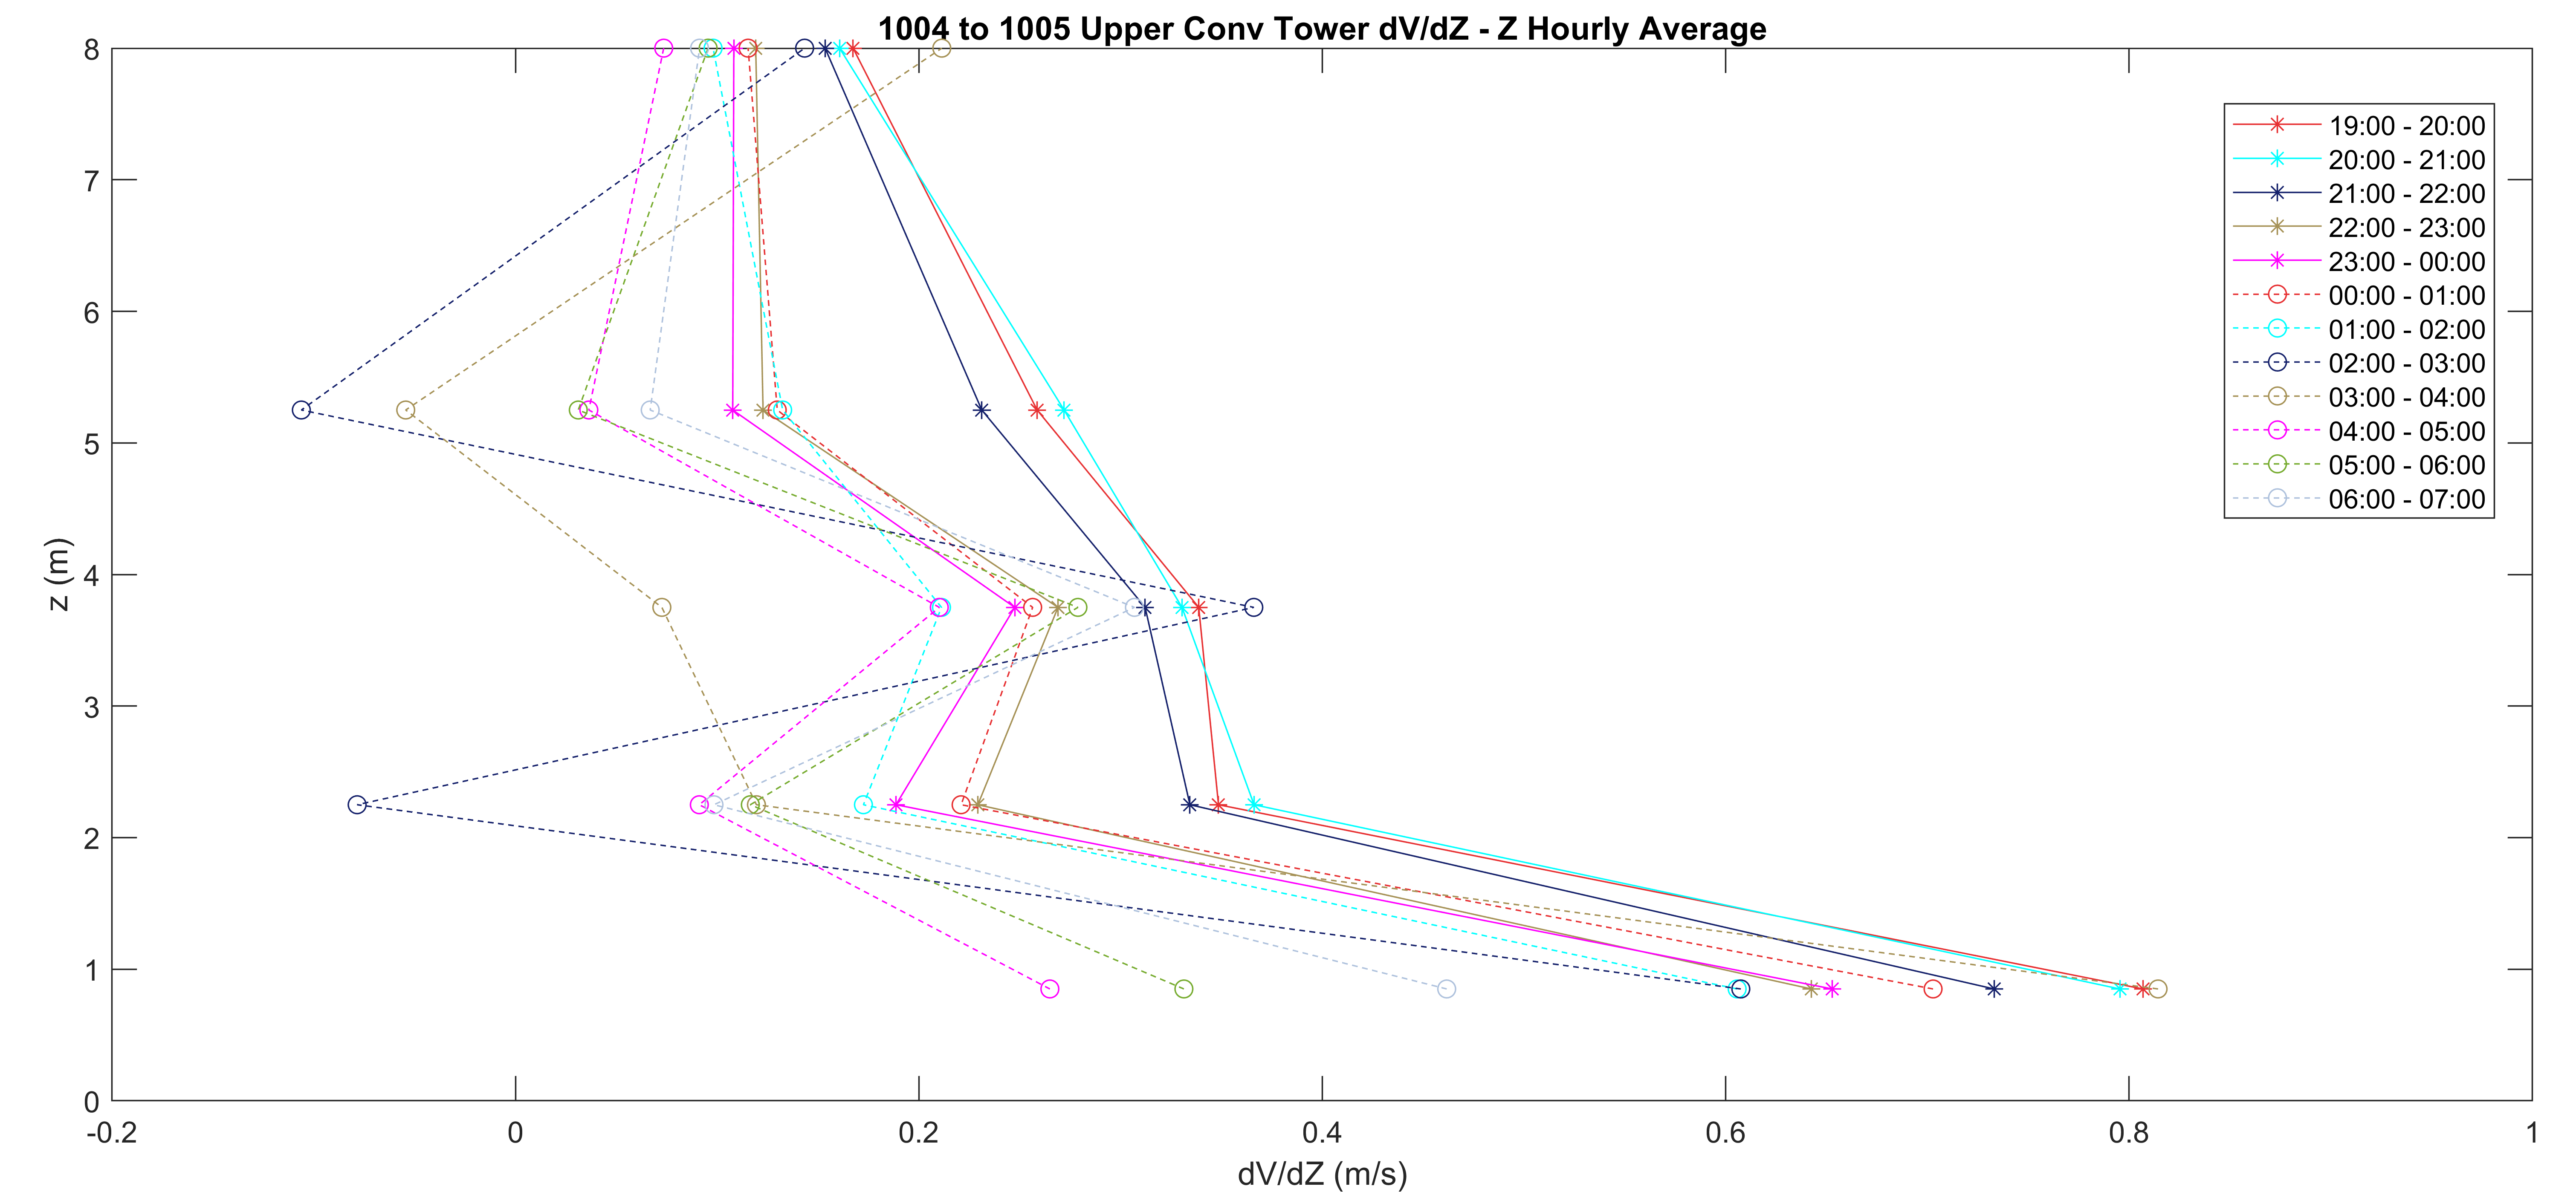 1004 to 1005 Upper Conv Tower dV/dZ - Z Hourly Average
8
7
6
5
4
3
2
1
0
z (m)
19:00 - 20:00
20:00 - 21:00
21:00 - 22:00
22:00 - 23:00
23:00 - 00:00
00:00 - 01:00
01:00 - 02:00
02:00 - 03:00
03:00 - 04:00
04:00 - 05:00
05:00 - 06:00
06:00 - 07:00
-0.2 0 0.2 0.4 0.6 0.8 1
dV/dZ (m/s)